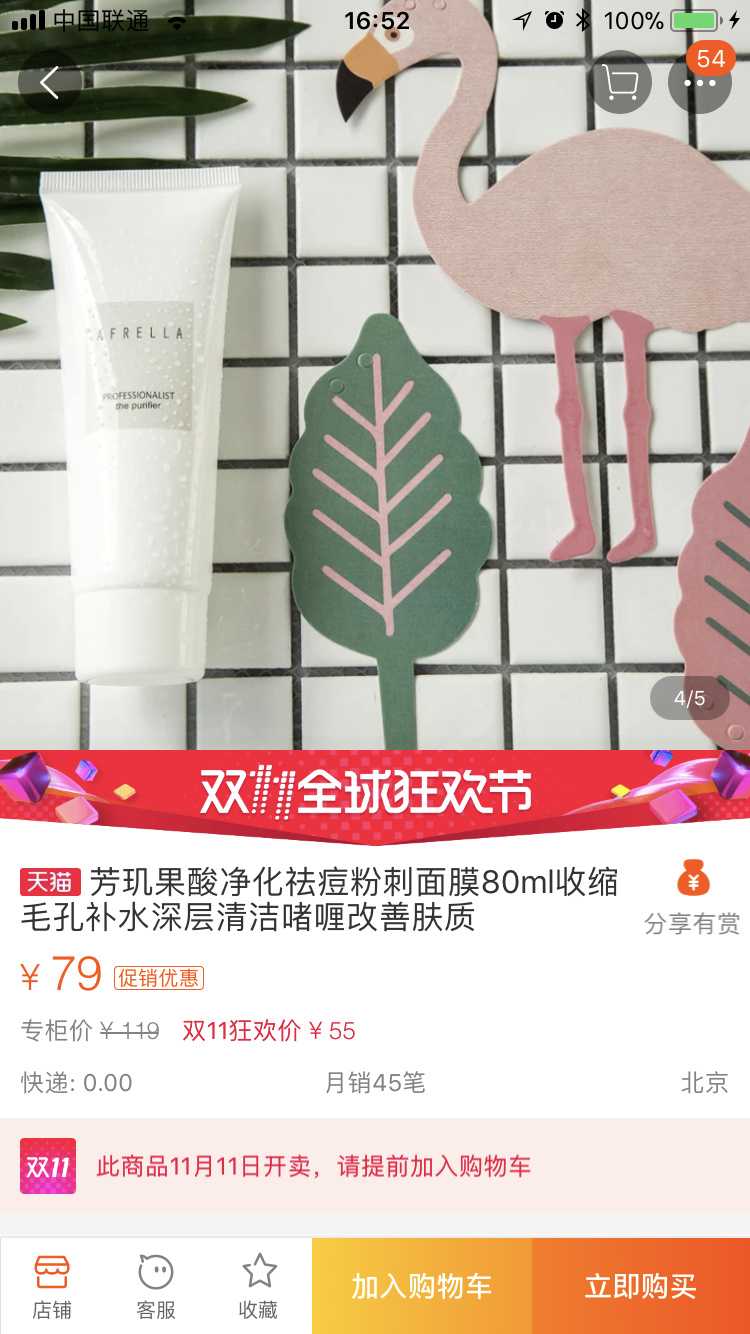 中国联通
16:52
100%
54
AFRELLA
PROFESSIONALIST
the purifier
4/5
双11全球狂欢节
天猫 芳玑果酸净化祛痘粉刺面膜80ml收缩
毛孔补水深层清洁啫喱改善肤质
分享有赏
¥ 79 促销优惠
专柜价 ¥ 119 双11狂欢价 ¥ 55
快递: 0.00 月销45笔 北京
双11 此商品11月11日开卖，请提前加入购物车
店铺 客服 收藏 加入购物车 立即购买